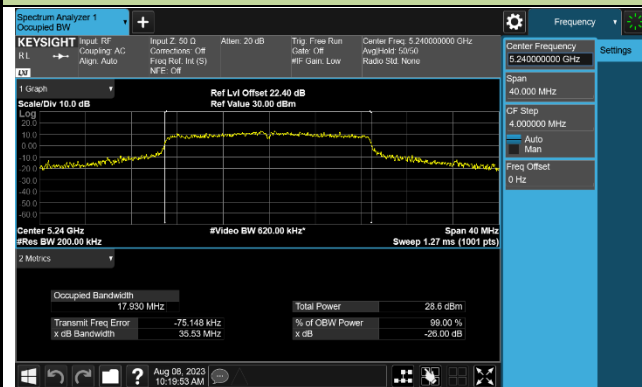 Spectrum Analyzer 1
Occupied BW
Frequency
KEYSIGHT
RL
Input: RF
Coupling: AC
Align: Auto
Input Z: 50 Ω
Corrections: Off
Freq Ref: Int (S)
NFE: Off
Atten: 20 dB
Trig: Free Run
Gate: Off
#IF Gain: Low
Center Freq: 5.240000000 GHz
Avg|Hold: 50/50
Radio Std: None
LXI
Center Frequency
5.240000000 GHz
Settings
Span
40.000 MHz
CF Step
4.000000 MHz
Auto
Man
Freq Offset
0 Hz
1 Graph
Scale/Div 10.0 dB
Ref Lvl Offset 22.40 dB
Ref Value 30.00 dBm
Log
20.0
10.0
0.00
-10.0
-20.0
-30.0
-40.0
-50.0
-60.0
Center 5.24 GHz
#Video BW 620.00 kHz*
Span 40 MHz
#Res BW 200.00 kHz
Sweep 1.27 ms (1001 pts)
2 Metrics
Occupied Bandwidth
17.930 MHz
Total Power
28.6 dBm
Transmit Freq Error
-75.148 kHz
% of OBW Power
99.00 %
x dB Bandwidth
35.53 MHz
x dB
-26.00 dB
?
Aug 08, 2023
10:19:53 AM